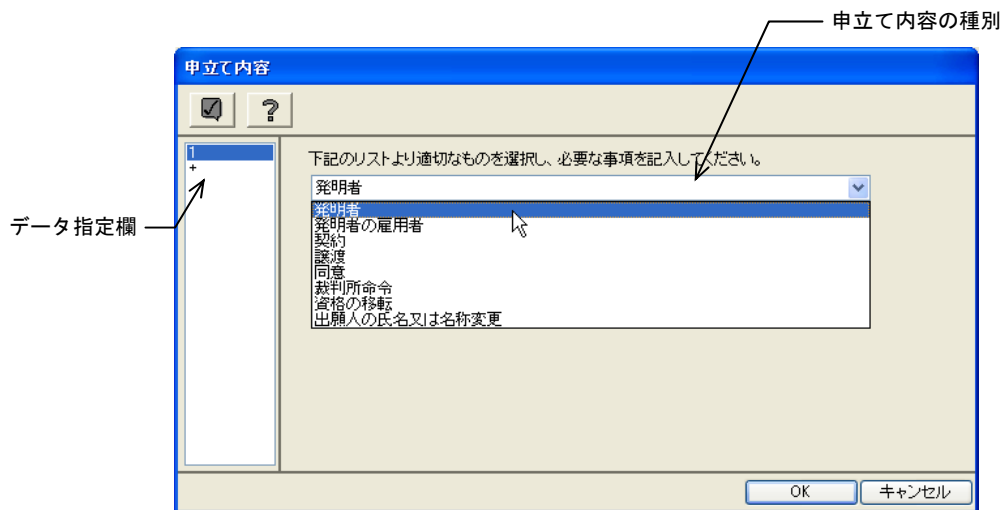 申立て内容の種別
申立て内容
?
1
+
下記のリストより適切なものを選択し、必要な事項を記入してください。
発明者
発明者
発明者の雇用者
契約
譲渡
同意
裁判所命令
資格の移転
出願人の氏名又は名称変更
データ指定欄
OK
キャンセル